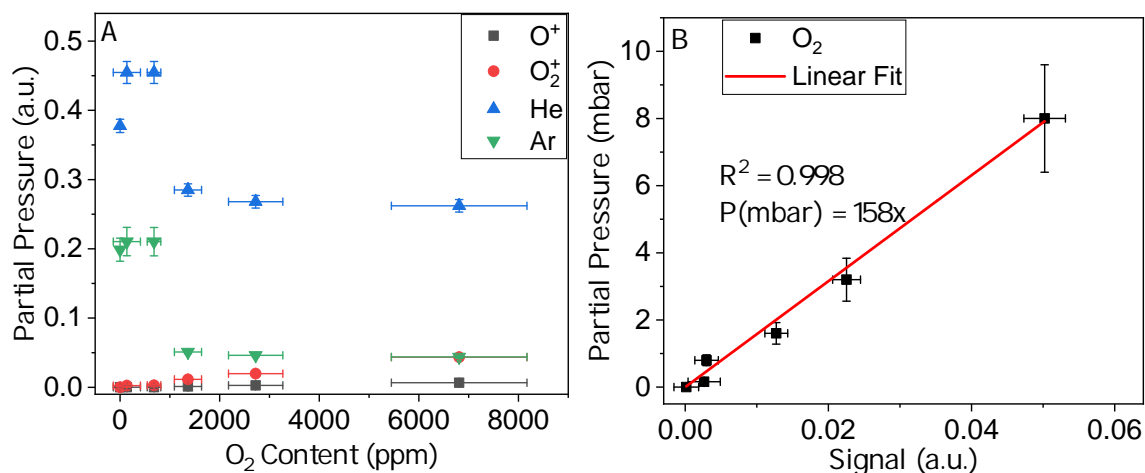 A
O⁺
O₂⁺
He
Ar
0.5
0.4
0.3
0.2
0.1
0.0
Partial Pressure (a.u.)
0 2000 4000 6000 8000
O₂ Content (ppm)
B
O₂
Linear Fit
R² = 0.998
P(mbar) = 158x
10
8
6
4
2
0
Partial Pressure (mbar)
0.00 0.02 0.04 0.06
Signal (a.u.)